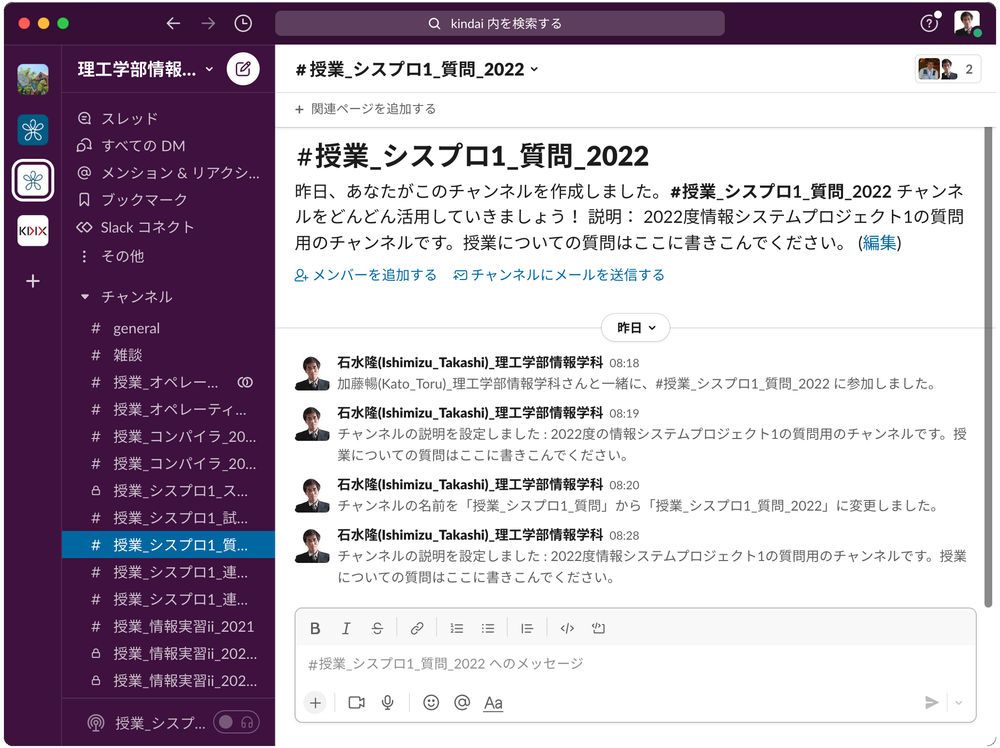 kindai 内を検索する
理工学部情報...
KDIX
スレッド
すべての DM
メンション & リアクシ...
ブックマーク
Slack コネクト
その他
チャンネル
# general
# 雑談
# 授業_オペレー...
# 授業_オペレーティ...
# 授業_コンパイラ_20...
# 授業_コンパイラ_20...
授業_シスプロ1_ス...
# 授業_シスプロ1_試...
# 授業_シスプロ1_質...
# 授業_シスプロ1_連...
# 授業_シスプロ1_連...
# 授業_情報実習ii_2021
授業_情報実習ii_202...
授業_情報実習ii_202...
授業_シスプ...
# 授業_シスプロ1_質問_2022
2
+ 関連ページを追加する
#授業_シスプロ1_質問_2022
昨日、あなたがこのチャンネルを作成しました。#授業_シスプロ1_質問_2022 チャンネ
ルをどんどん活用していきましょう！ 説明： 2022度情報システムプロジェクト1の質問
用のチャンネルです。授業についての質問はここに書きこんでください。 (編集)
メンバーを追加する チャンネルにメールを送信する
昨日
石水隆(Ishimizu_Takashi)_理工学部情報学科 08:18
加藤暢(Kato_Toru)_理工学部情報学科さんと一緒に、#授業_シスプロ1_質問_2022 に参加しました。
石水隆(Ishimizu_Takashi)_理工学部情報学科 08:19
チャンネルの説明を設定しました : 2022度の情報システムプロジェクト1の質問用のチャンネルです。授
業についての質問はここに書きこんでください。
石水隆(Ishimizu_Takashi)_理工学部情報学科 08:20
チャンネルの名前を「授業_シスプロ1_質問」から「授業_シスプロ1_質問_2022」に変更しました。
石水隆(Ishimizu_Takashi)_理工学部情報学科 08:28
チャンネルの説明を設定しました : 2022度情報システムプロジェクト1の質問用のチャンネルです。授業
についての質問はここに書きこんでください。
B I S
#授業_シスプロ1_質問_2022 へのメッセージ
Aa